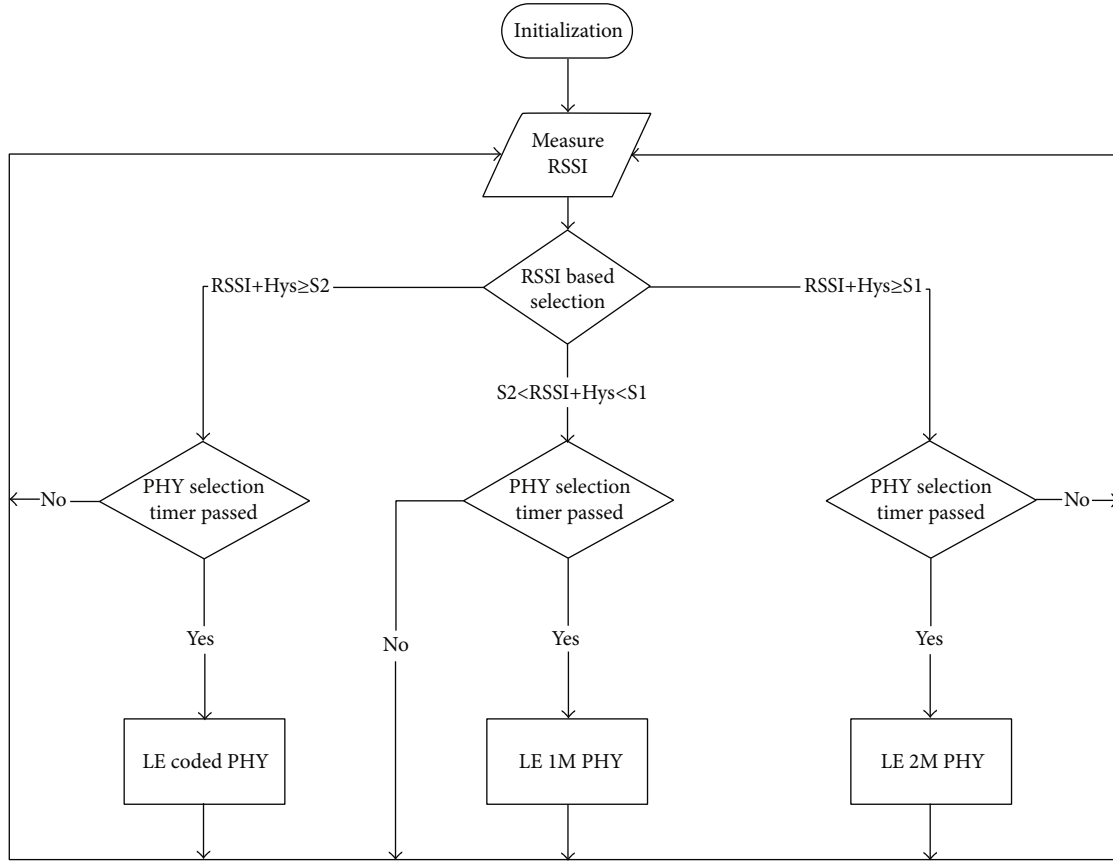 Initialization
Measure
RSSI
RSSI based
selection
RSSI+Hys≥S2
RSSI+Hys≥S1
S2<RSSI+Hys<S1
PHY selection
timer passed
PHY selection
timer passed
PHY selection
timer passed
No
No
Yes
No
Yes
Yes
LE coded PHY
LE 1M PHY
LE 2M PHY